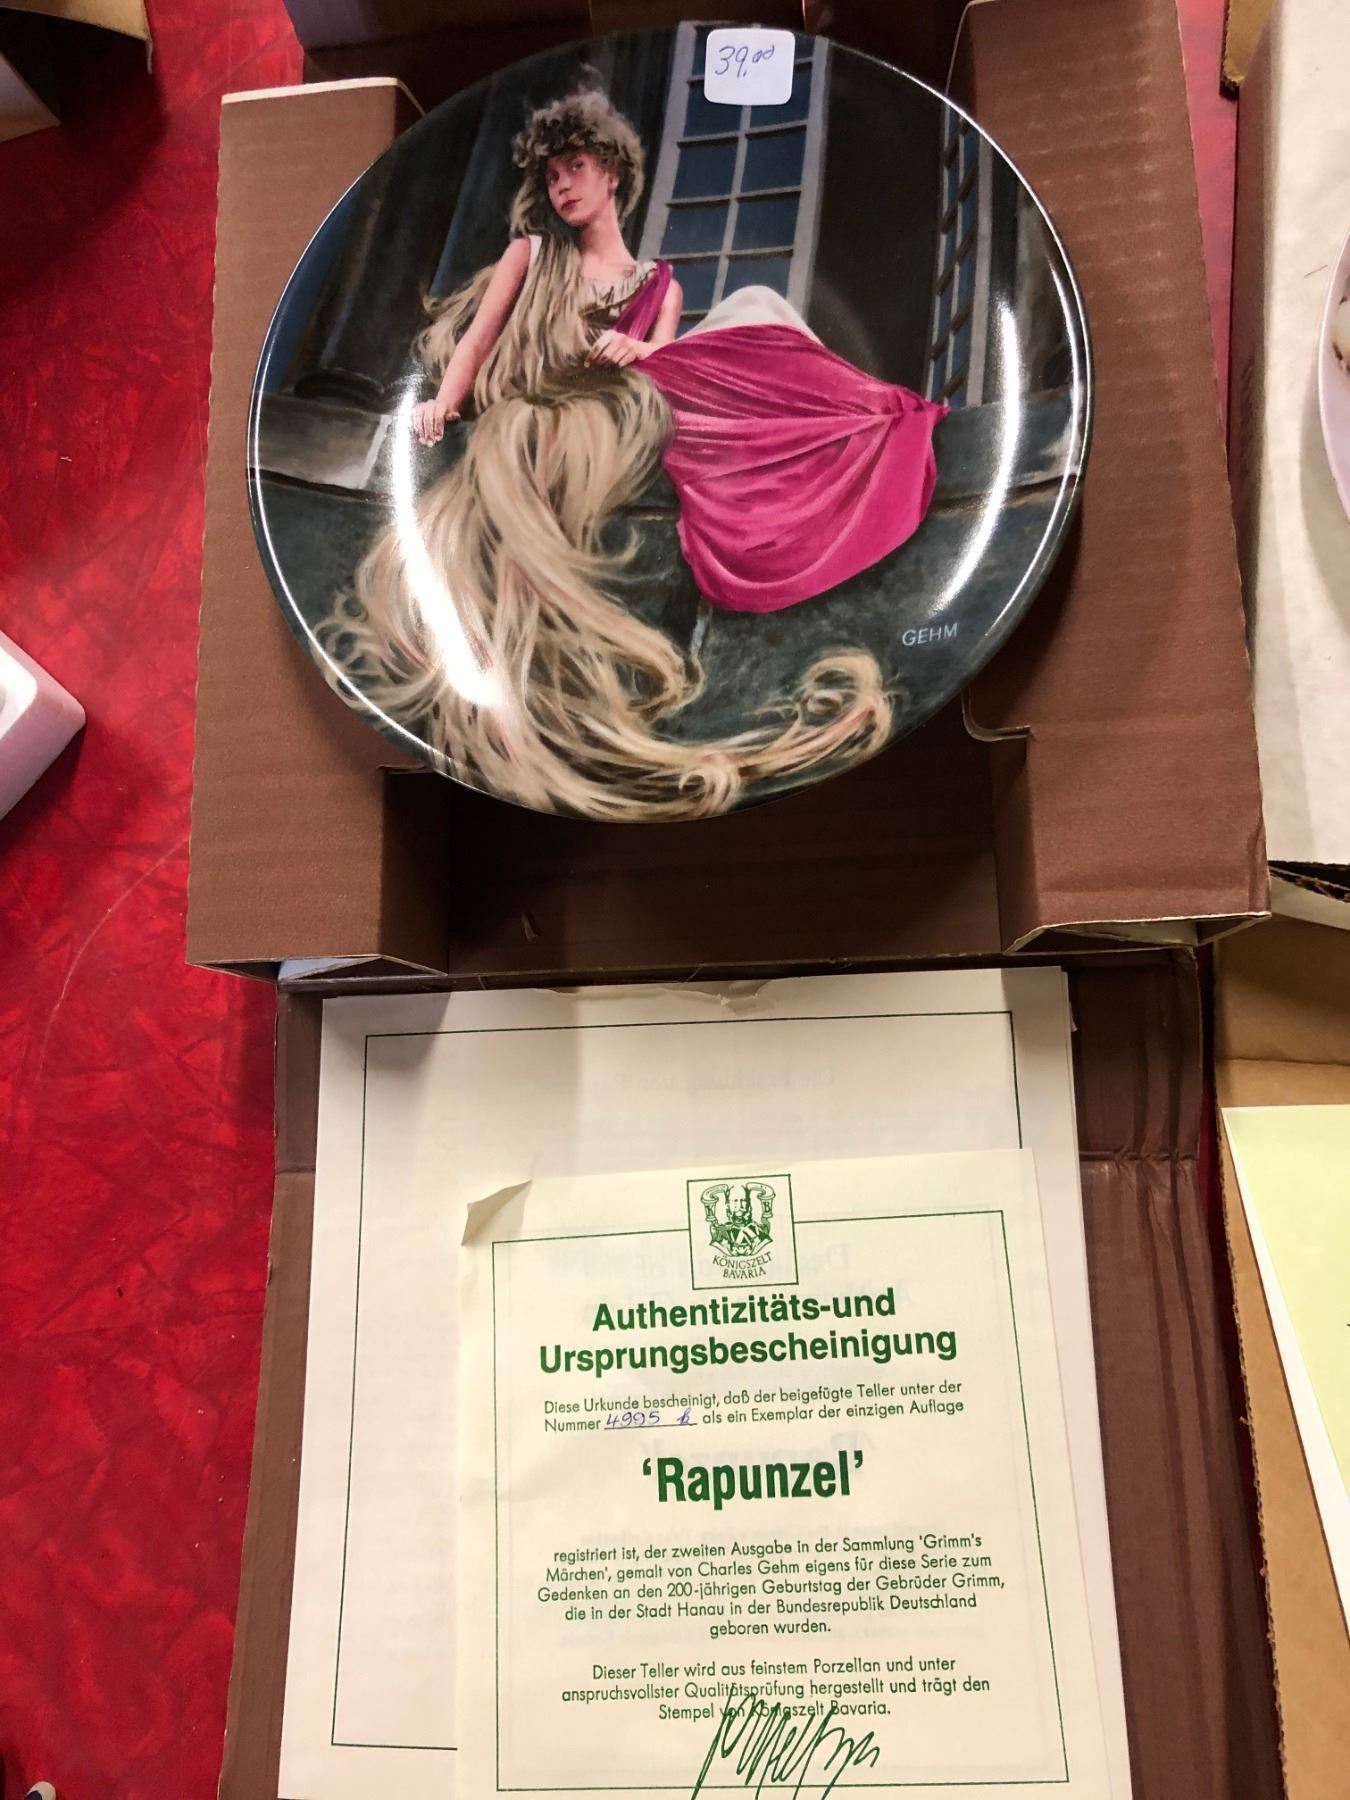 39,00
GEHM
K B
KÖNIGSZELT
BAVARIA
Authentizitäts-und
Ursprungsbescheinigung
Diese Urkunde bescheinigt, daß der beigefügte Teller unter der
Nummer 4995 b als ein Exemplar der einzigen Auflage
'Rapunzel'
registriert ist, der zweiten Ausgabe in der Sammlung 'Grimm's
Märchen', gemalt von Charles Gehm eigens für diese Serie zum
Gedenken an den 200-jährigen Geburtstag der Gebrüder Grimm,
die in der Stadt Hanau in der Bundesrepublik Deutschland
geboren wurden.
Dieser Teller wird aus feinstem Porzellan und unter
anspruchsvollster Qualitätsprüfung hergestellt und trägt den
Stempel von Königszelt Bavaria.